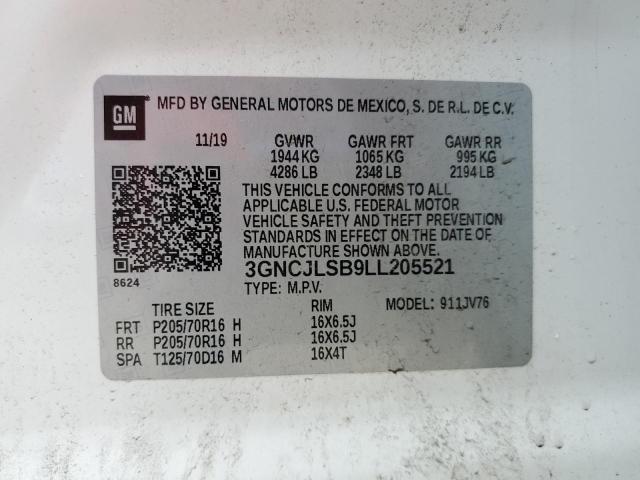 GM MFD BY GENERAL MOTORS DE MEXICO, S. DE R.L. DE C.V.
11/19 GVWR GAWR FRT GAWR RR
1944 KG 1065 KG 995 KG
4286 LB 2348 LB 2194 LB
THIS VEHICLE CONFORMS TO ALL
APPLICABLE U.S. FEDERAL MOTOR
VEHICLE SAFETY AND THEFT PREVENTION
STANDARDS IN EFFECT ON THE DATE OF
MANUFACTURE SHOWN ABOVE.
3GNCJLSB9LL205521
8624 TYPE: M.P.V.
TIRE SIZE RIM MODEL: 911JV76
FRT P205/70R16 H 16X6.5J
RR P205/70R16 H 16X6.5J
SPA T125/70D16 M 16X4T